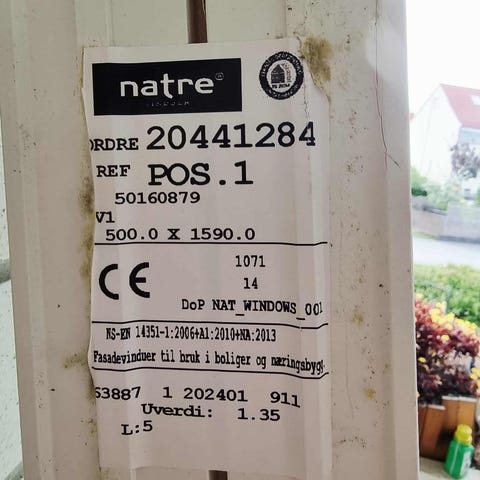 natre®
ORDRE 20441284
REF POS.1
50160879
V1
500.0 X 1590.0
CE
1071
14
DoP NAT_WINDOWS_001
NS-EN 14351-1:2006+A1:2010+NA:2013
Fasadevinduer til bruk i boliger og næringsbygg.
53887 1 202401 911
Uverdi: 1.35
L:5